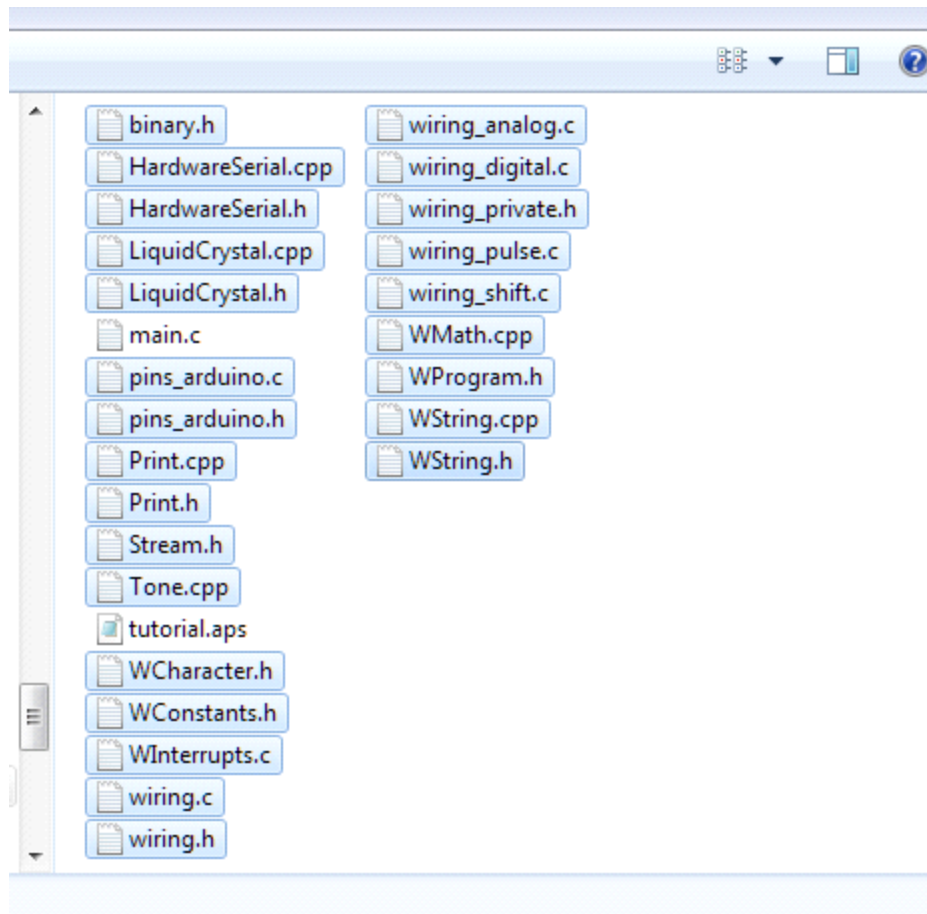 binary.h
HardwareSerial.cpp
HardwareSerial.h
LiquidCrystal.cpp
LiquidCrystal.h
main.c
pins_arduino.c
pins_arduino.h
Print.cpp
Print.h
Stream.h
Tone.cpp
tutorial.aps
WCharacter.h
WConstants.h
WInterrupts.c
wiring.c
wiring.h
wiring_analog.c
wiring_digital.c
wiring_private.h
wiring_pulse.c
wiring_shift.c
WMath.cpp
WProgram.h
WString.cpp
WString.h